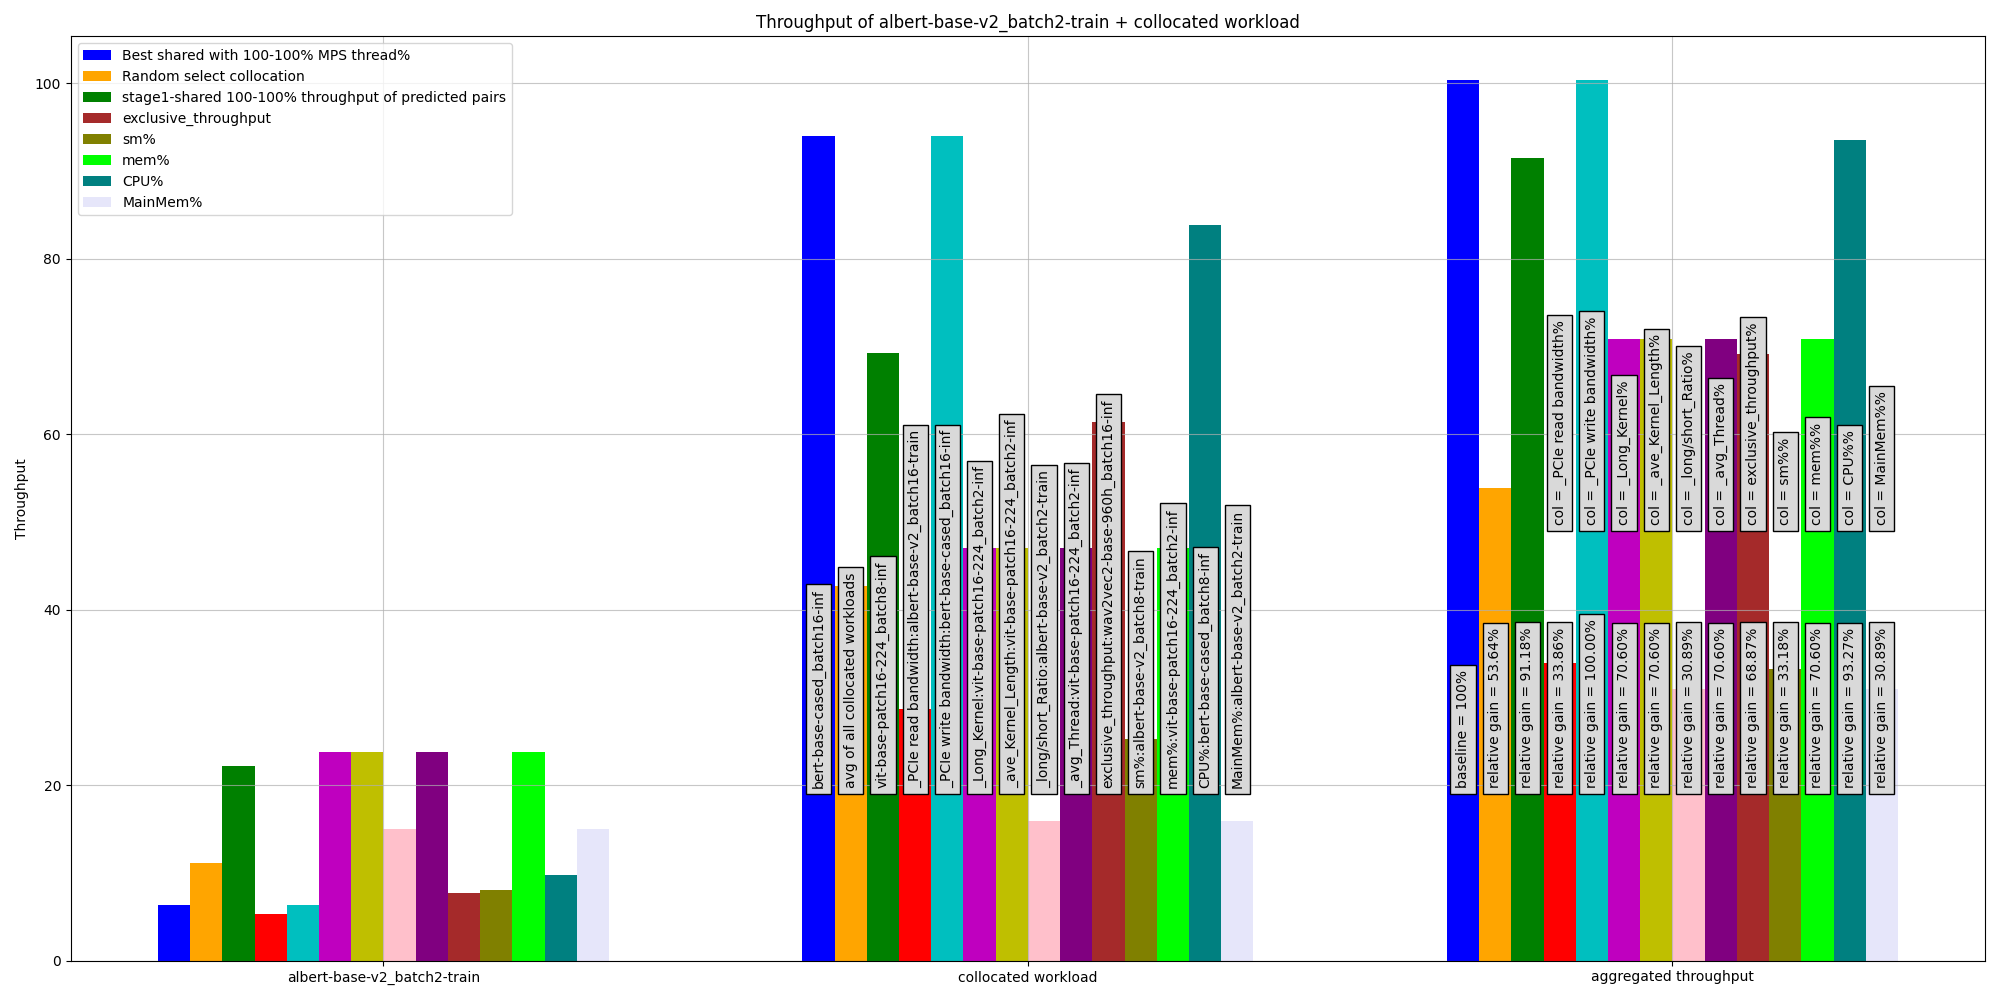 Throughput of albert-base-v2_batch2-train + collocated workload
Best shared with 100-100% MPS thread%
Random select collocation
stage1-shared 100-100% throughput of predicted pairs
exclusive_throughput
sm%
mem%
CPU%
MainMem%
Throughput
100
80
60
40
20
0
bert-base-cased_batch16-inf
avg of all collocated workloads
vit-base-patch16-224_batch8-inf
_PCIe read bandwidth:albert-base-v2_batch16-train
_PCIe write bandwidth:bert-base-cased_batch16-inf
_Long_Kernel:vit-base-patch16-224_batch2-inf
_ave_Kernel_Length:vit-base-patch16-224_batch2-inf
_long/short_Ratio:albert-base-v2_batch2-train
_avg_Thread:vit-base-patch16-224_batch2-inf
exclusive_throughput:wav2vec2-base-960h_batch16-inf
sm%:albert-base-v2_batch8-train
mem%:vit-base-patch16-224_batch2-inf
CPU%:bert-base-cased_batch8-inf
MainMem%:albert-base-v2_batch2-train
col = _PCIe read bandwidth%
col = _PCIe write bandwidth%
col = _Long_Kernel%
col = _ave_Kernel_Length%
col = _long/short_Ratio%
col = _avg_Thread%
col = exclusive_throughput%
col = sm%%
col = mem%%
col = CPU%%
col = MainMem%%
baseline = 100%
relative gain = 53.64%
relative gain = 91.18%
relative gain = 33.86%
relative gain = 100.00%
relative gain = 70.60%
relative gain = 70.60%
relative gain = 30.89%
relative gain = 70.60%
relative gain = 68.87%
relative gain = 33.18%
relative gain = 70.60%
relative gain = 93.27%
relative gain = 30.89%
albert-base-v2_batch2-train
collocated workload
aggregated throughput